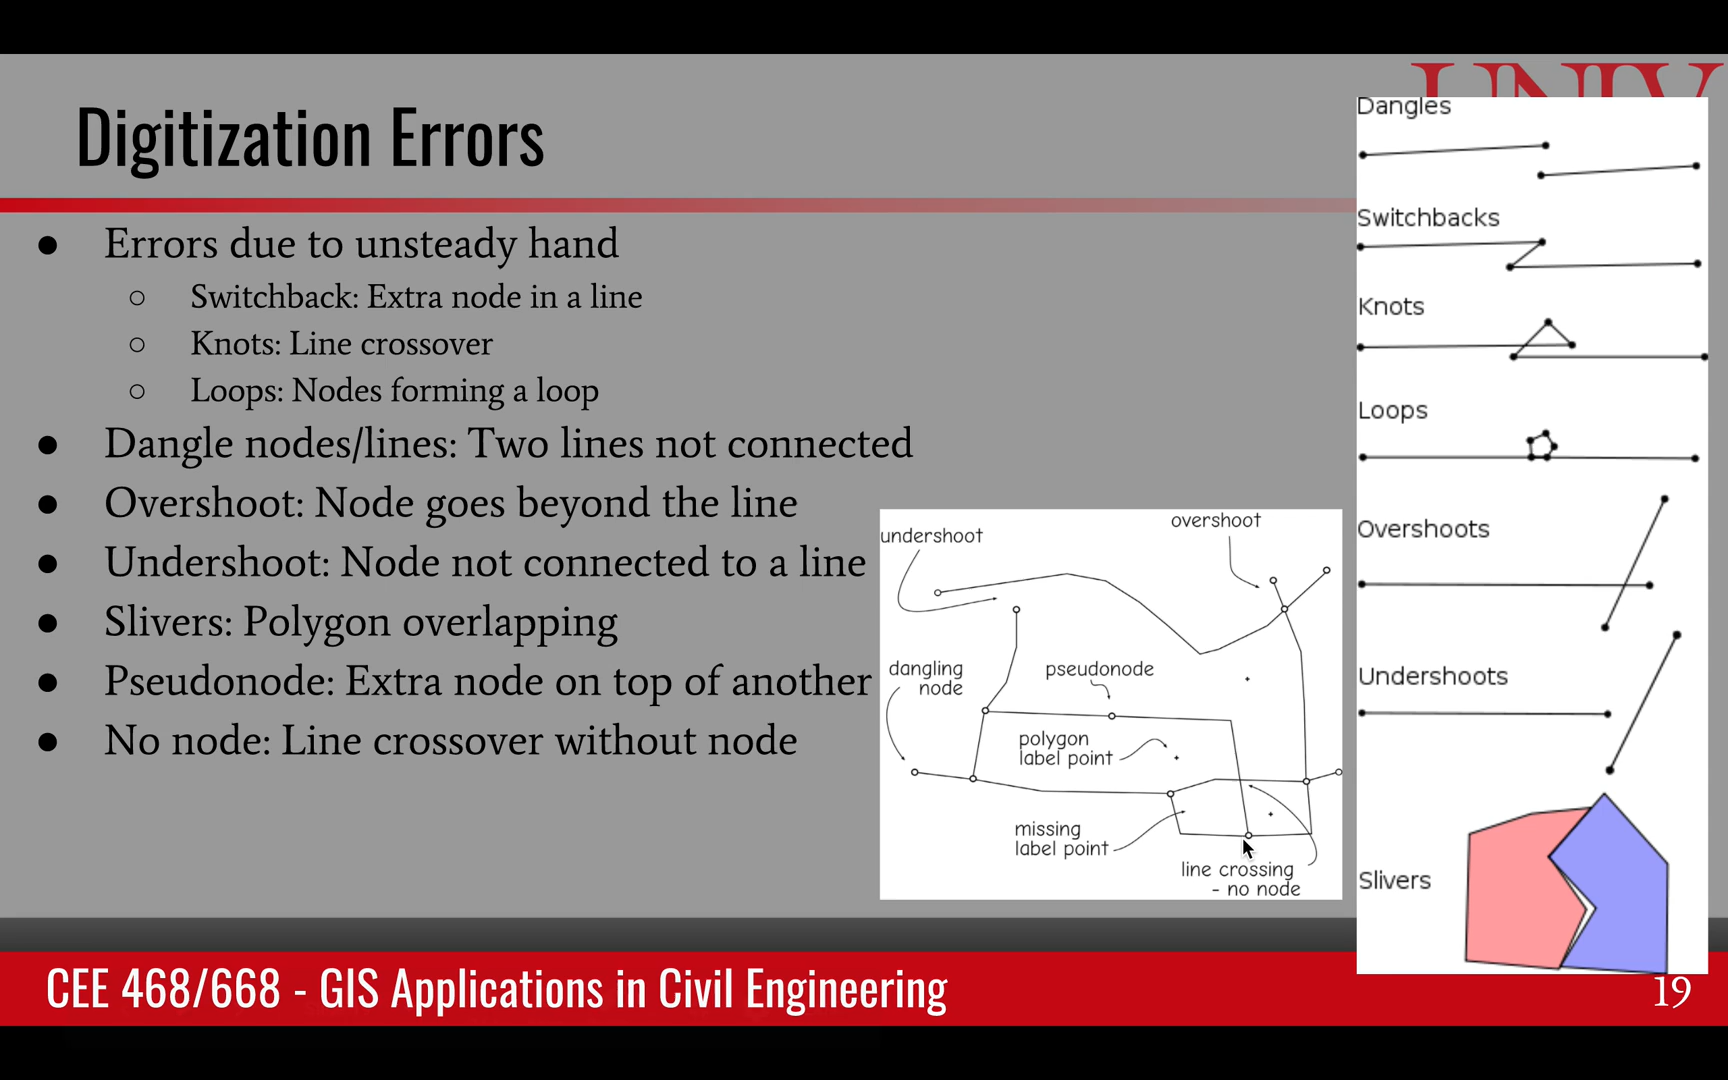 UNIV
Digitization Errors
● Errors due to unsteady hand
○ Switchback: Extra node in a line
○ Knots: Line crossover
○ Loops: Nodes forming a loop
● Dangle nodes/lines: Two lines not connected
● Overshoot: Node goes beyond the line
● Undershoot: Node not connected to a line
● Slivers: Polygon overlapping
● Pseudonode: Extra node on top of another
● No node: Line crossover without node
undershoot
overshoot
dangling
node
pseudonode
polygon
label point
missing
label point
line crossing
- no node
Dangles
Switchbacks
Knots
Loops
Overshoots
Undershoots
Slivers
CEE 468/668 - GIS Applications in Civil Engineering
19